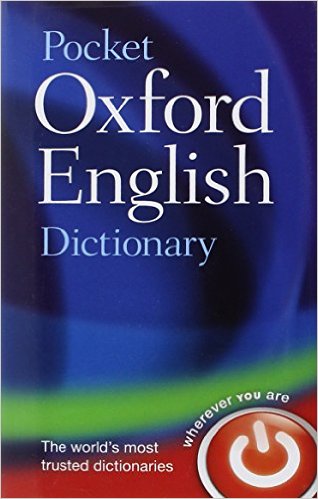 Pocket
Oxford
English
Dictionary
wherever YOU are
The world's most
trusted dictionaries